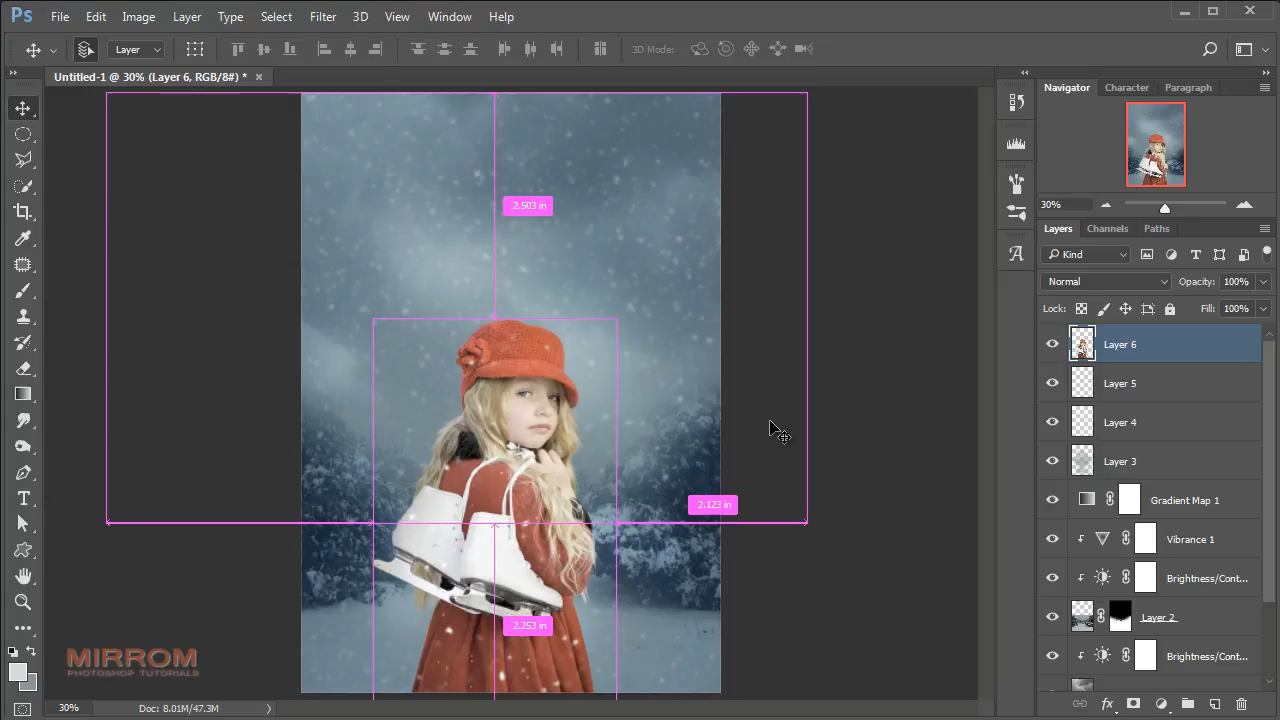 Ps File Edit Image Layer Type Select Filter 3D View Window Help
Layer 3D Mode:
Untitled-1 @ 30% (Layer 6, RGB/8#) * ×
Navigator Character Paragraph
30%
Layers Channels Paths
Kind
Normal Opacity: 100%
Lock: Fill: 100%
Layer 6
Layer 5
Layer 4
Layer 3
Gradient Map 1
Vibrance 1
Brightness/Cont...
Layer 2
Brightness/Cont...
2.503 in
2.123 in
2.253 in
MIRROM
PHOTOSHOP TUTORIALS
30% Doc: 8.01M/47.3M